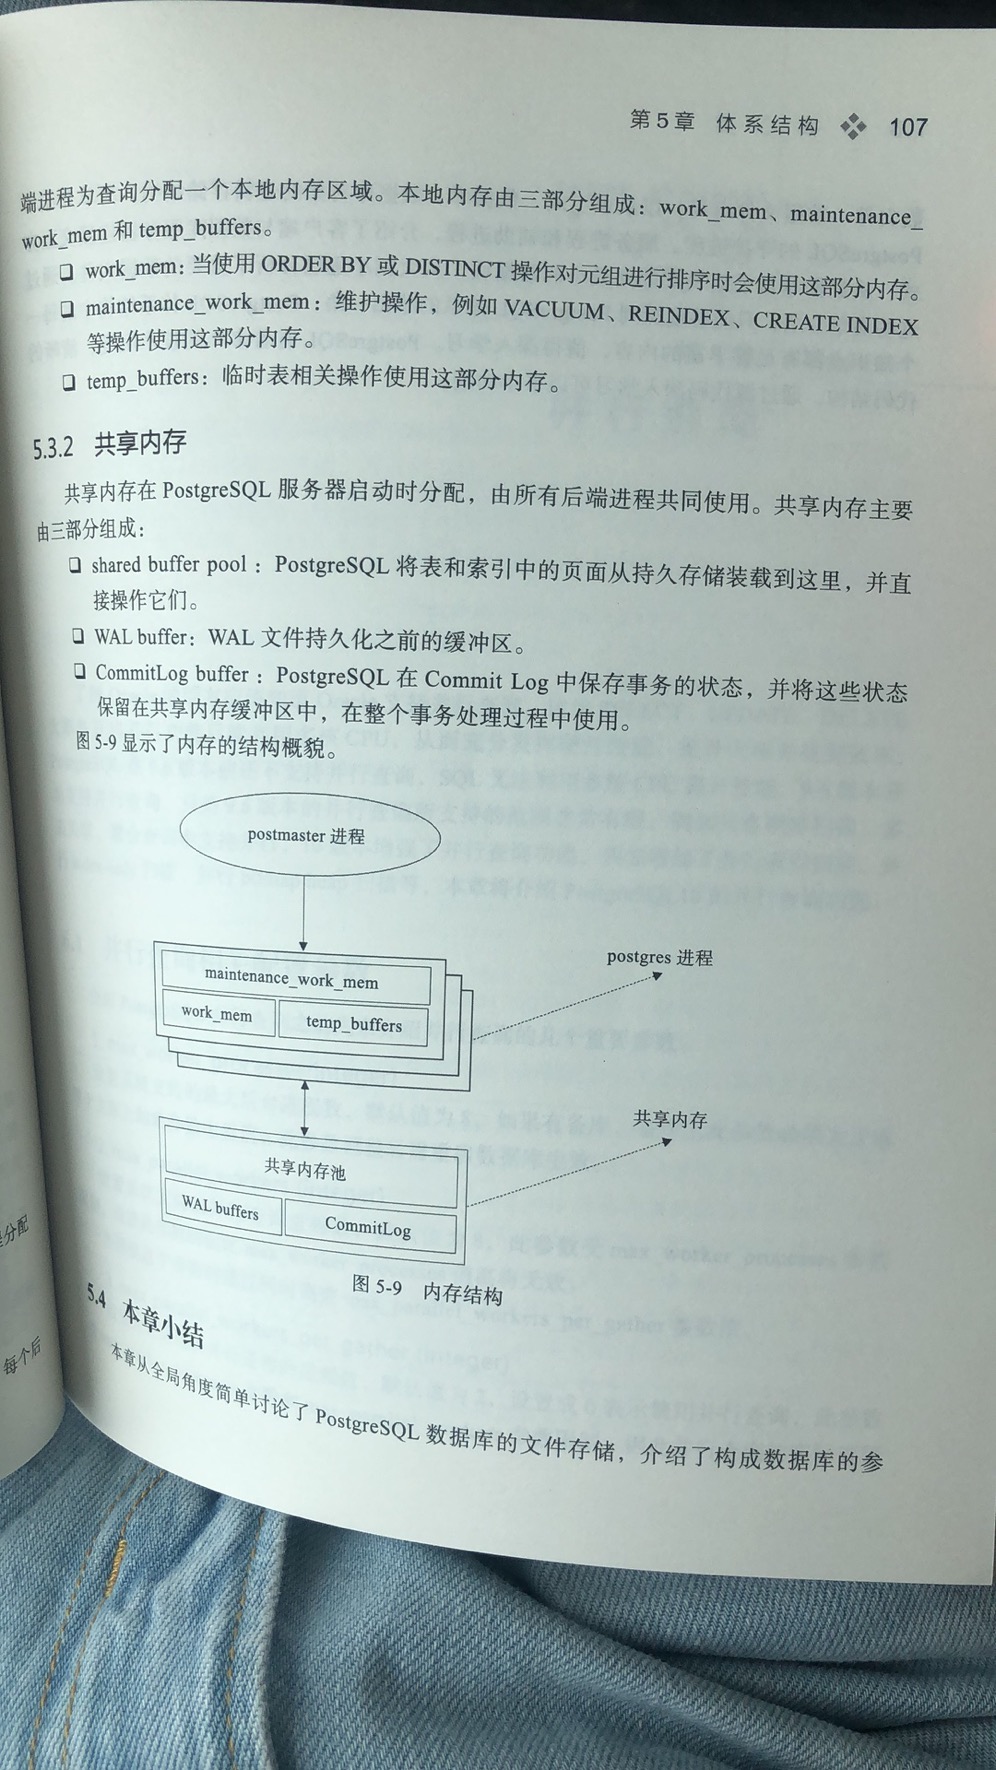 第5章 体系结构 107
端进程为查询分配一个本地内存区域。本地内存由三部分组成：work_mem、maintenance_
work_mem 和 temp_buffers。
❏ work_mem：当使用 ORDER BY 或 DISTINCT 操作对元组进行排序时会使用这部分内存。
❏ maintenance_work_mem：维护操作，例如 VACUUM、REINDEX、CREATE INDEX
等操作使用这部分内存。
❏ temp_buffers：临时表相关操作使用这部分内存。
5.3.2 共享内存
共享内存在 PostgreSQL 服务器启动时分配，由所有后端进程共同使用。共享内存主要
由三部分组成：
❏ shared buffer pool：PostgreSQL 将表和索引中的页面从持久存储装载到这里，并直
接操作它们。
❏ WAL buffer：WAL 文件持久化之前的缓冲区。
❏ CommitLog buffer：PostgreSQL 在 Commit Log 中保存事务的状态，并将这些状态
保留在共享内存缓冲区中，在整个事务处理过程中使用。
图 5-9 显示了内存的结构概貌。
postmaster 进程
postgres 进程
maintenance_work_mem
work_mem temp_buffers
共享内存
共享内存池
WAL buffers CommitLog
图 5-9 内存结构
5.4 本章小结
本章从全局角度简单讨论了 PostgreSQL 数据库的文件存储，介绍了构成数据库的参
分配
每个后